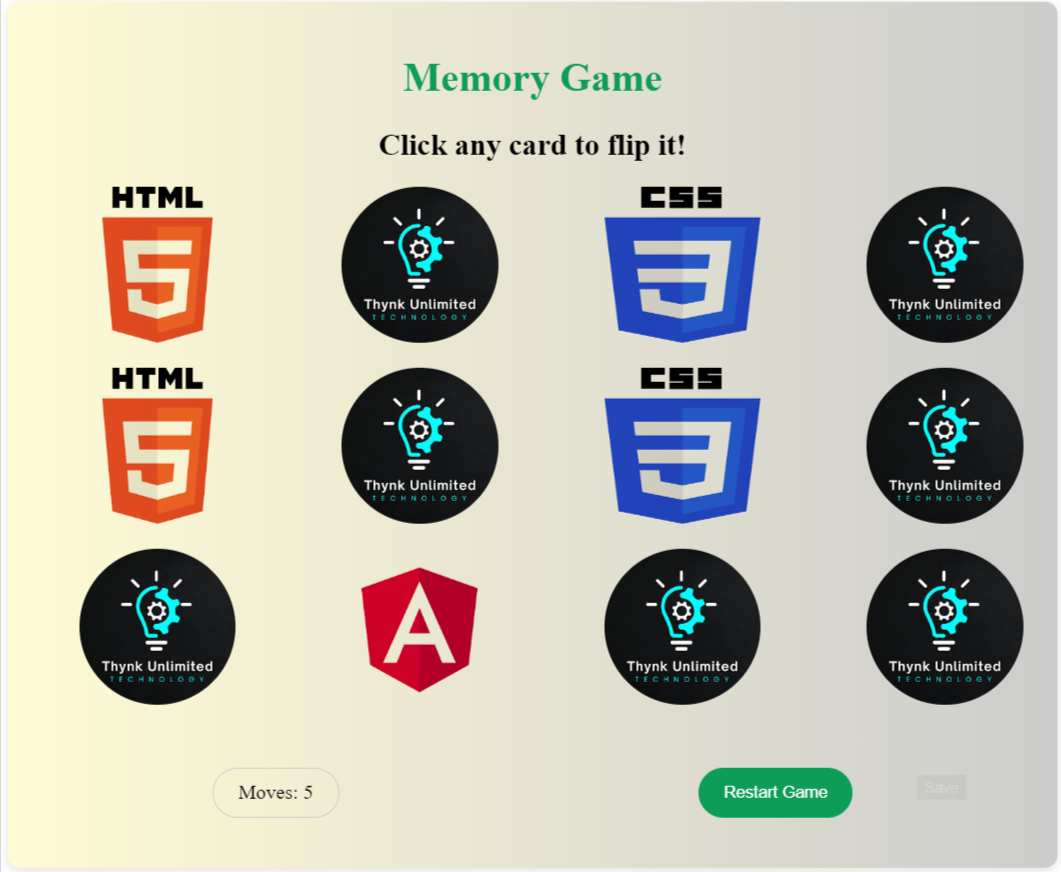 Memory Game
Click any card to flip it!
HTML
5
Thynk Unlimited
TECHNOLOGY
CSS
3
Thynk Unlimited
TECHNOLOGY
HTML
5
Thynk Unlimited
TECHNOLOGY
CSS
3
Thynk Unlimited
TECHNOLOGY
Thynk Unlimited
TECHNOLOGY
A
Thynk Unlimited
TECHNOLOGY
Thynk Unlimited
TECHNOLOGY
Moves: 5
Restart Game
Save